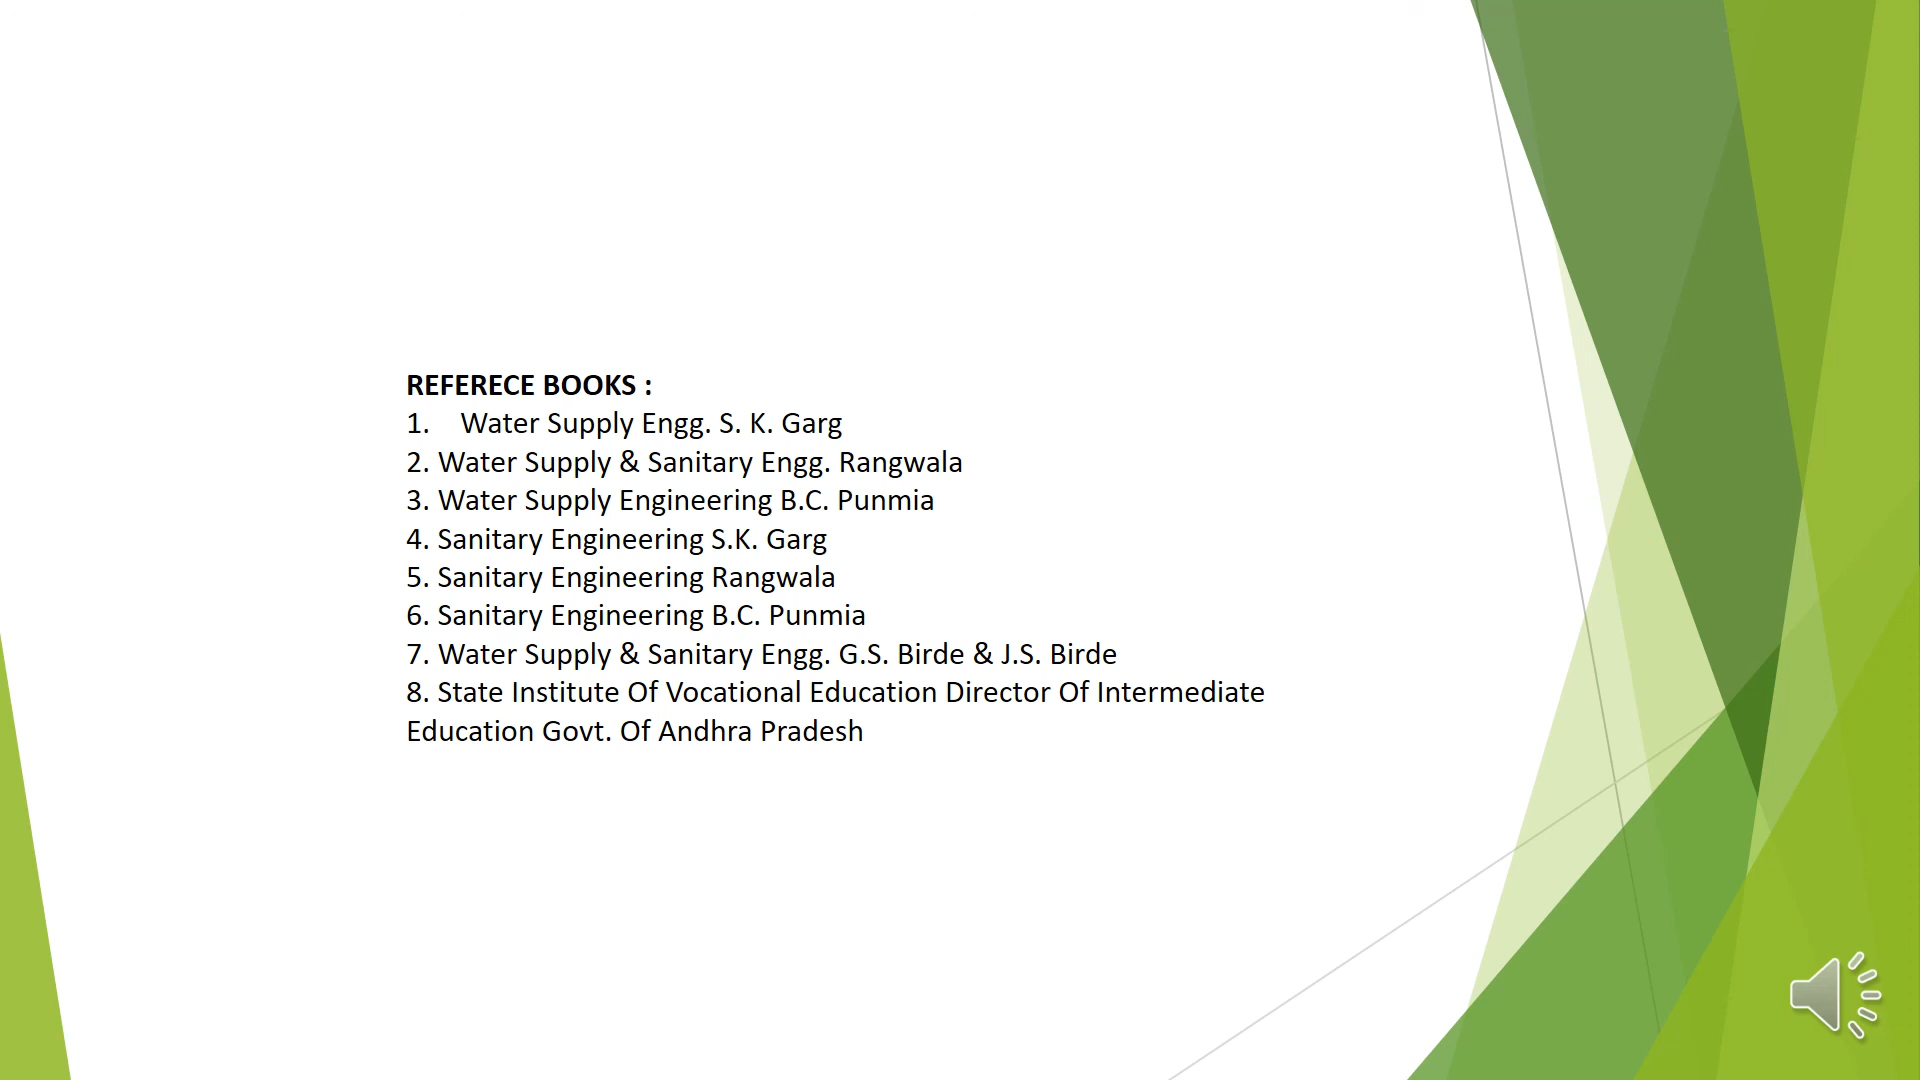 REFERECE BOOKS :
1. Water Supply Engg. S. K. Garg
2. Water Supply & Sanitary Engg. Rangwala
3. Water Supply Engineering B.C. Punmia
4. Sanitary Engineering S.K. Garg
5. Sanitary Engineering Rangwala
6. Sanitary Engineering B.C. Punmia
7. Water Supply & Sanitary Engg. G.S. Birde & J.S. Birde
8. State Institute Of Vocational Education Director Of Intermediate
Education Govt. Of Andhra Pradesh